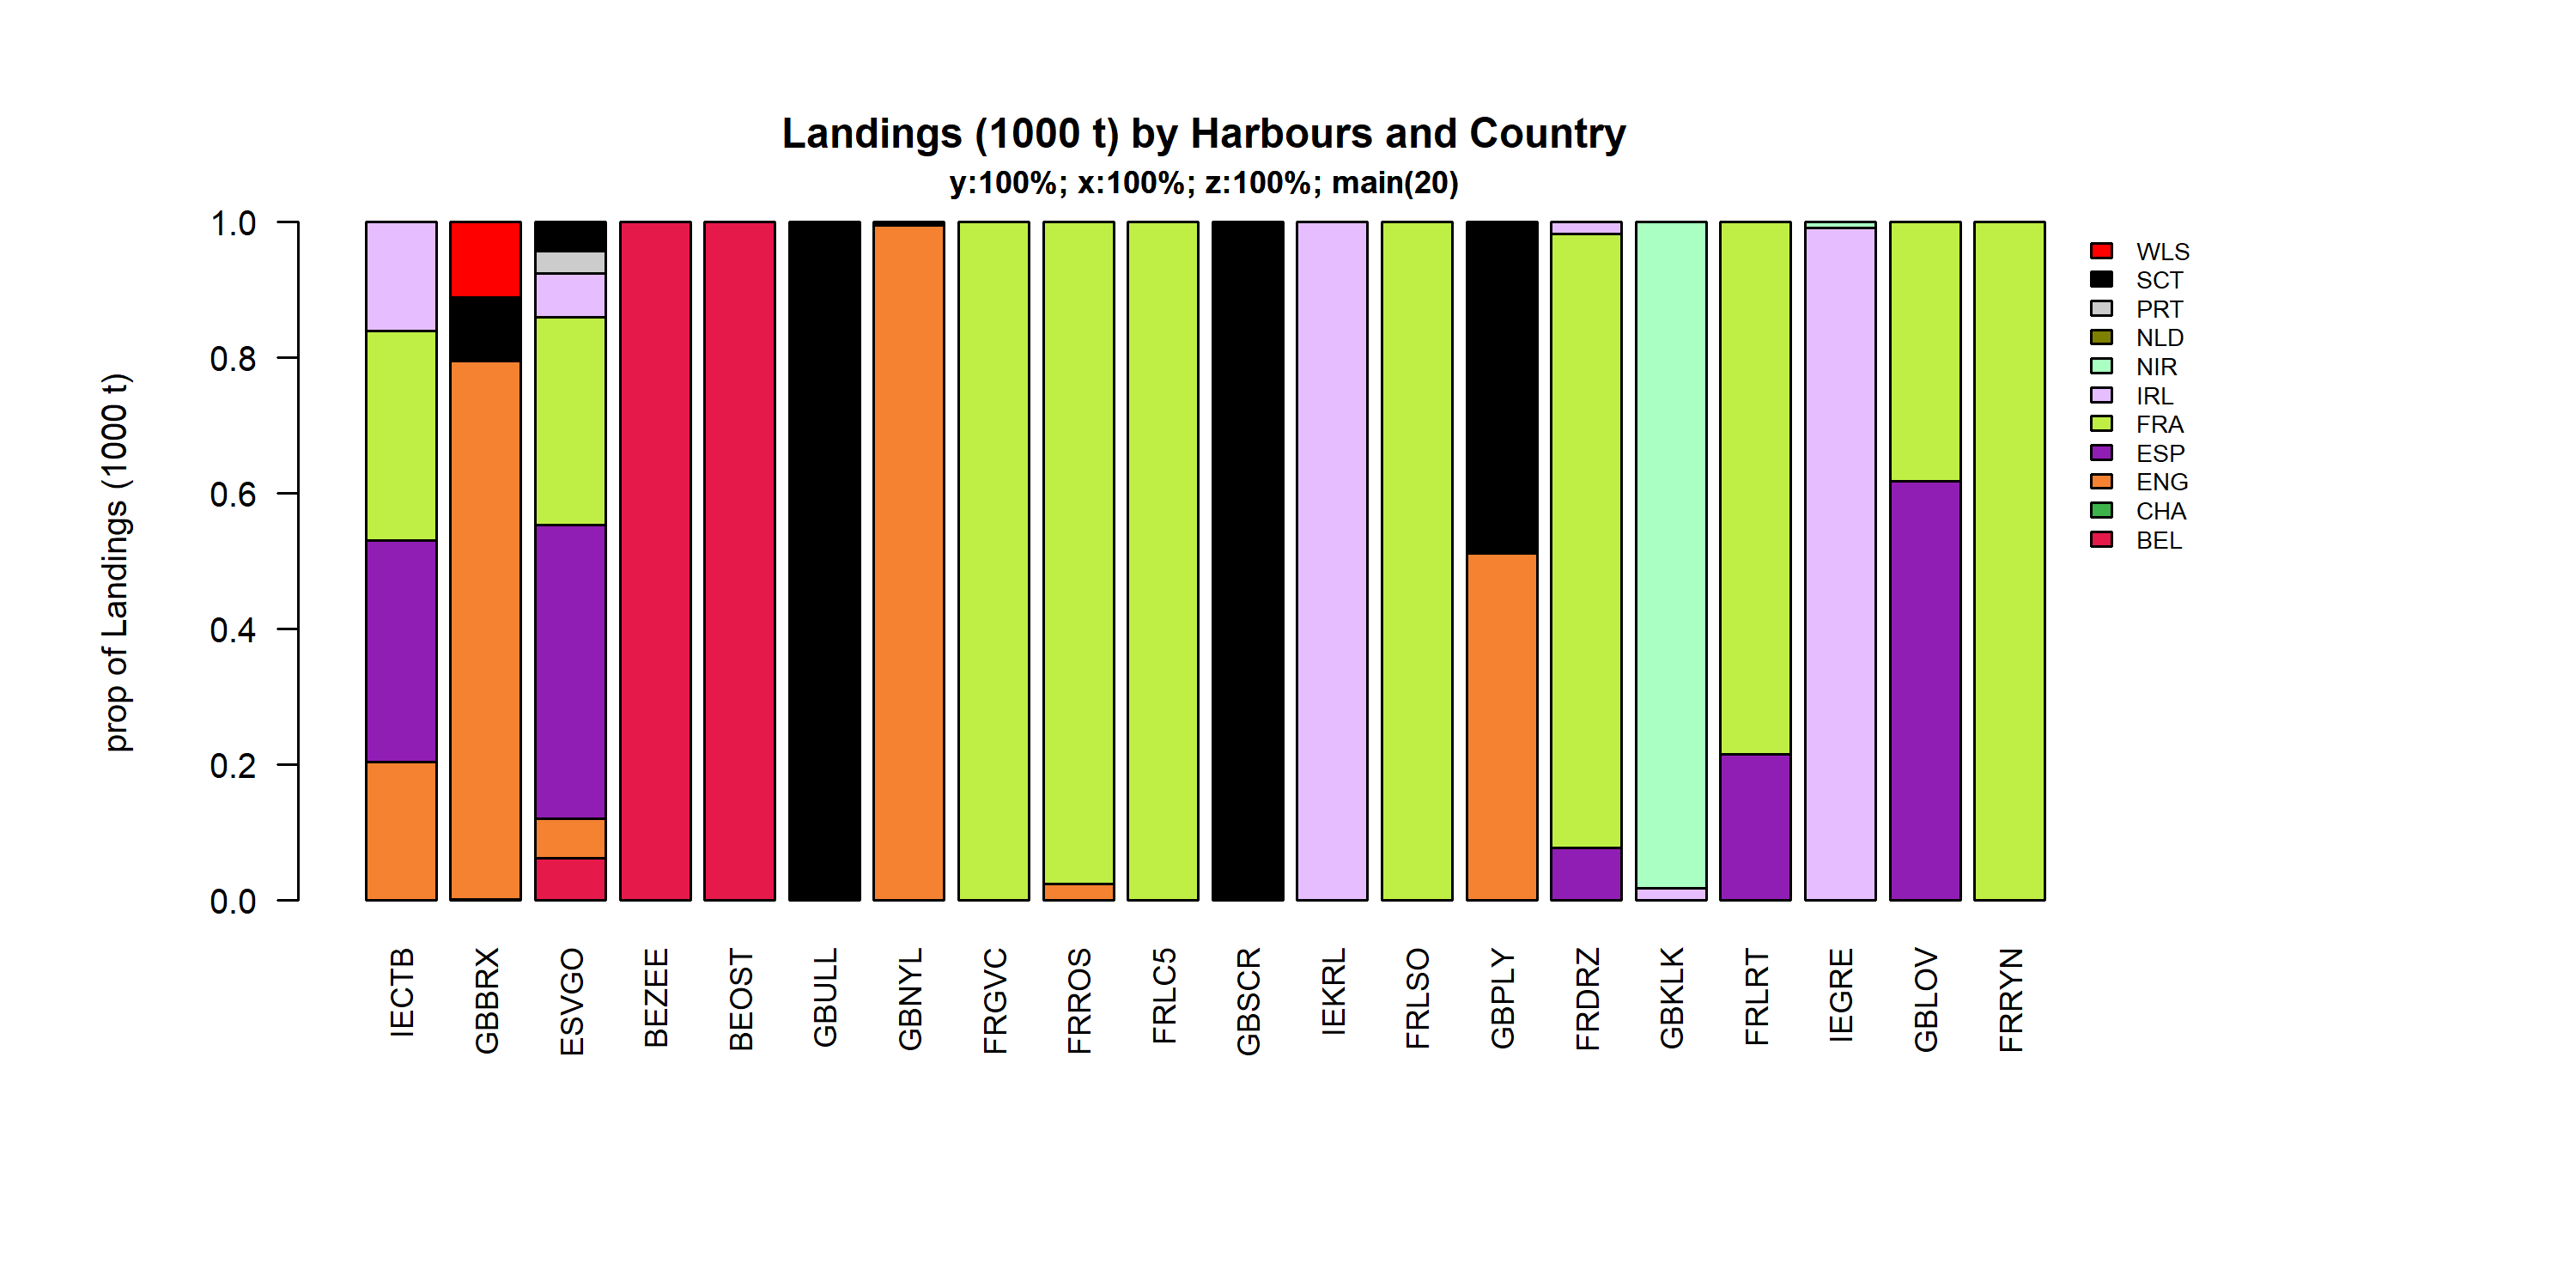 Landings (1000 t) by Harbours and Country
y:100%; x:100%; z:100%; main(20)
prop of Landings (1000 t)
1.0
0.8
0.6
0.4
0.2
0.0
IECTB
GBBRX
ESVGO
BEZEE
BEOST
GBULL
GBNYL
FRGVC
FRROS
FRLC5
GBSCR
IEKRL
FRLSO
GBPLY
FRDRZ
GBKLK
FRLRT
IEGRE
GBLOV
FRRYN
WLS
SCT
PRT
NLD
NIR
IRL
FRA
ESP
ENG
CHA
BEL